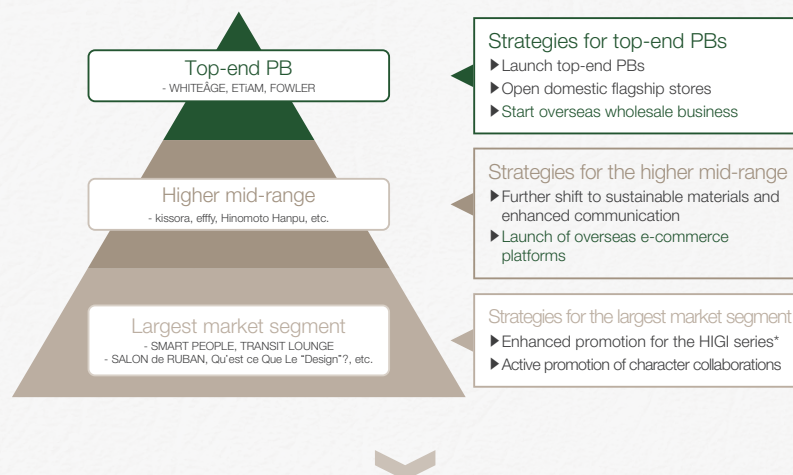 Top-end PB
- WHITEÂGE, ETiAM, FOWLER
Strategies for top-end PBs
▶Launch top-end PBs
▶Open domestic flagship stores
▶Start overseas wholesale business
Higher mid-range
- kissora, efffy, Hinomoto Hanpu, etc.
Strategies for the higher mid-range
▶Further shift to sustainable materials and
enhanced communication
▶Launch of overseas e-commerce
platforms
Largest market segment
- SMART PEOPLE, TRANSIT LOUNGE
- SALON de RUBAN, Qu'est ce Que Le "Design"?, etc.
Strategies for the largest market segment
▶Enhanced promotion for the HIGI series*
▶Active promotion of character collaborations